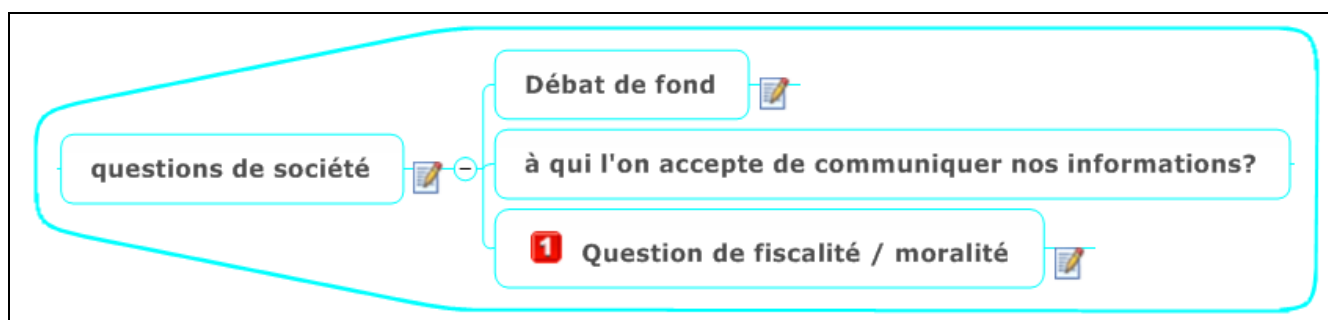 Débat de fond
questions de société
à qui l'on accepte de communiquer nos informations?
1 Question de fiscalité / moralité